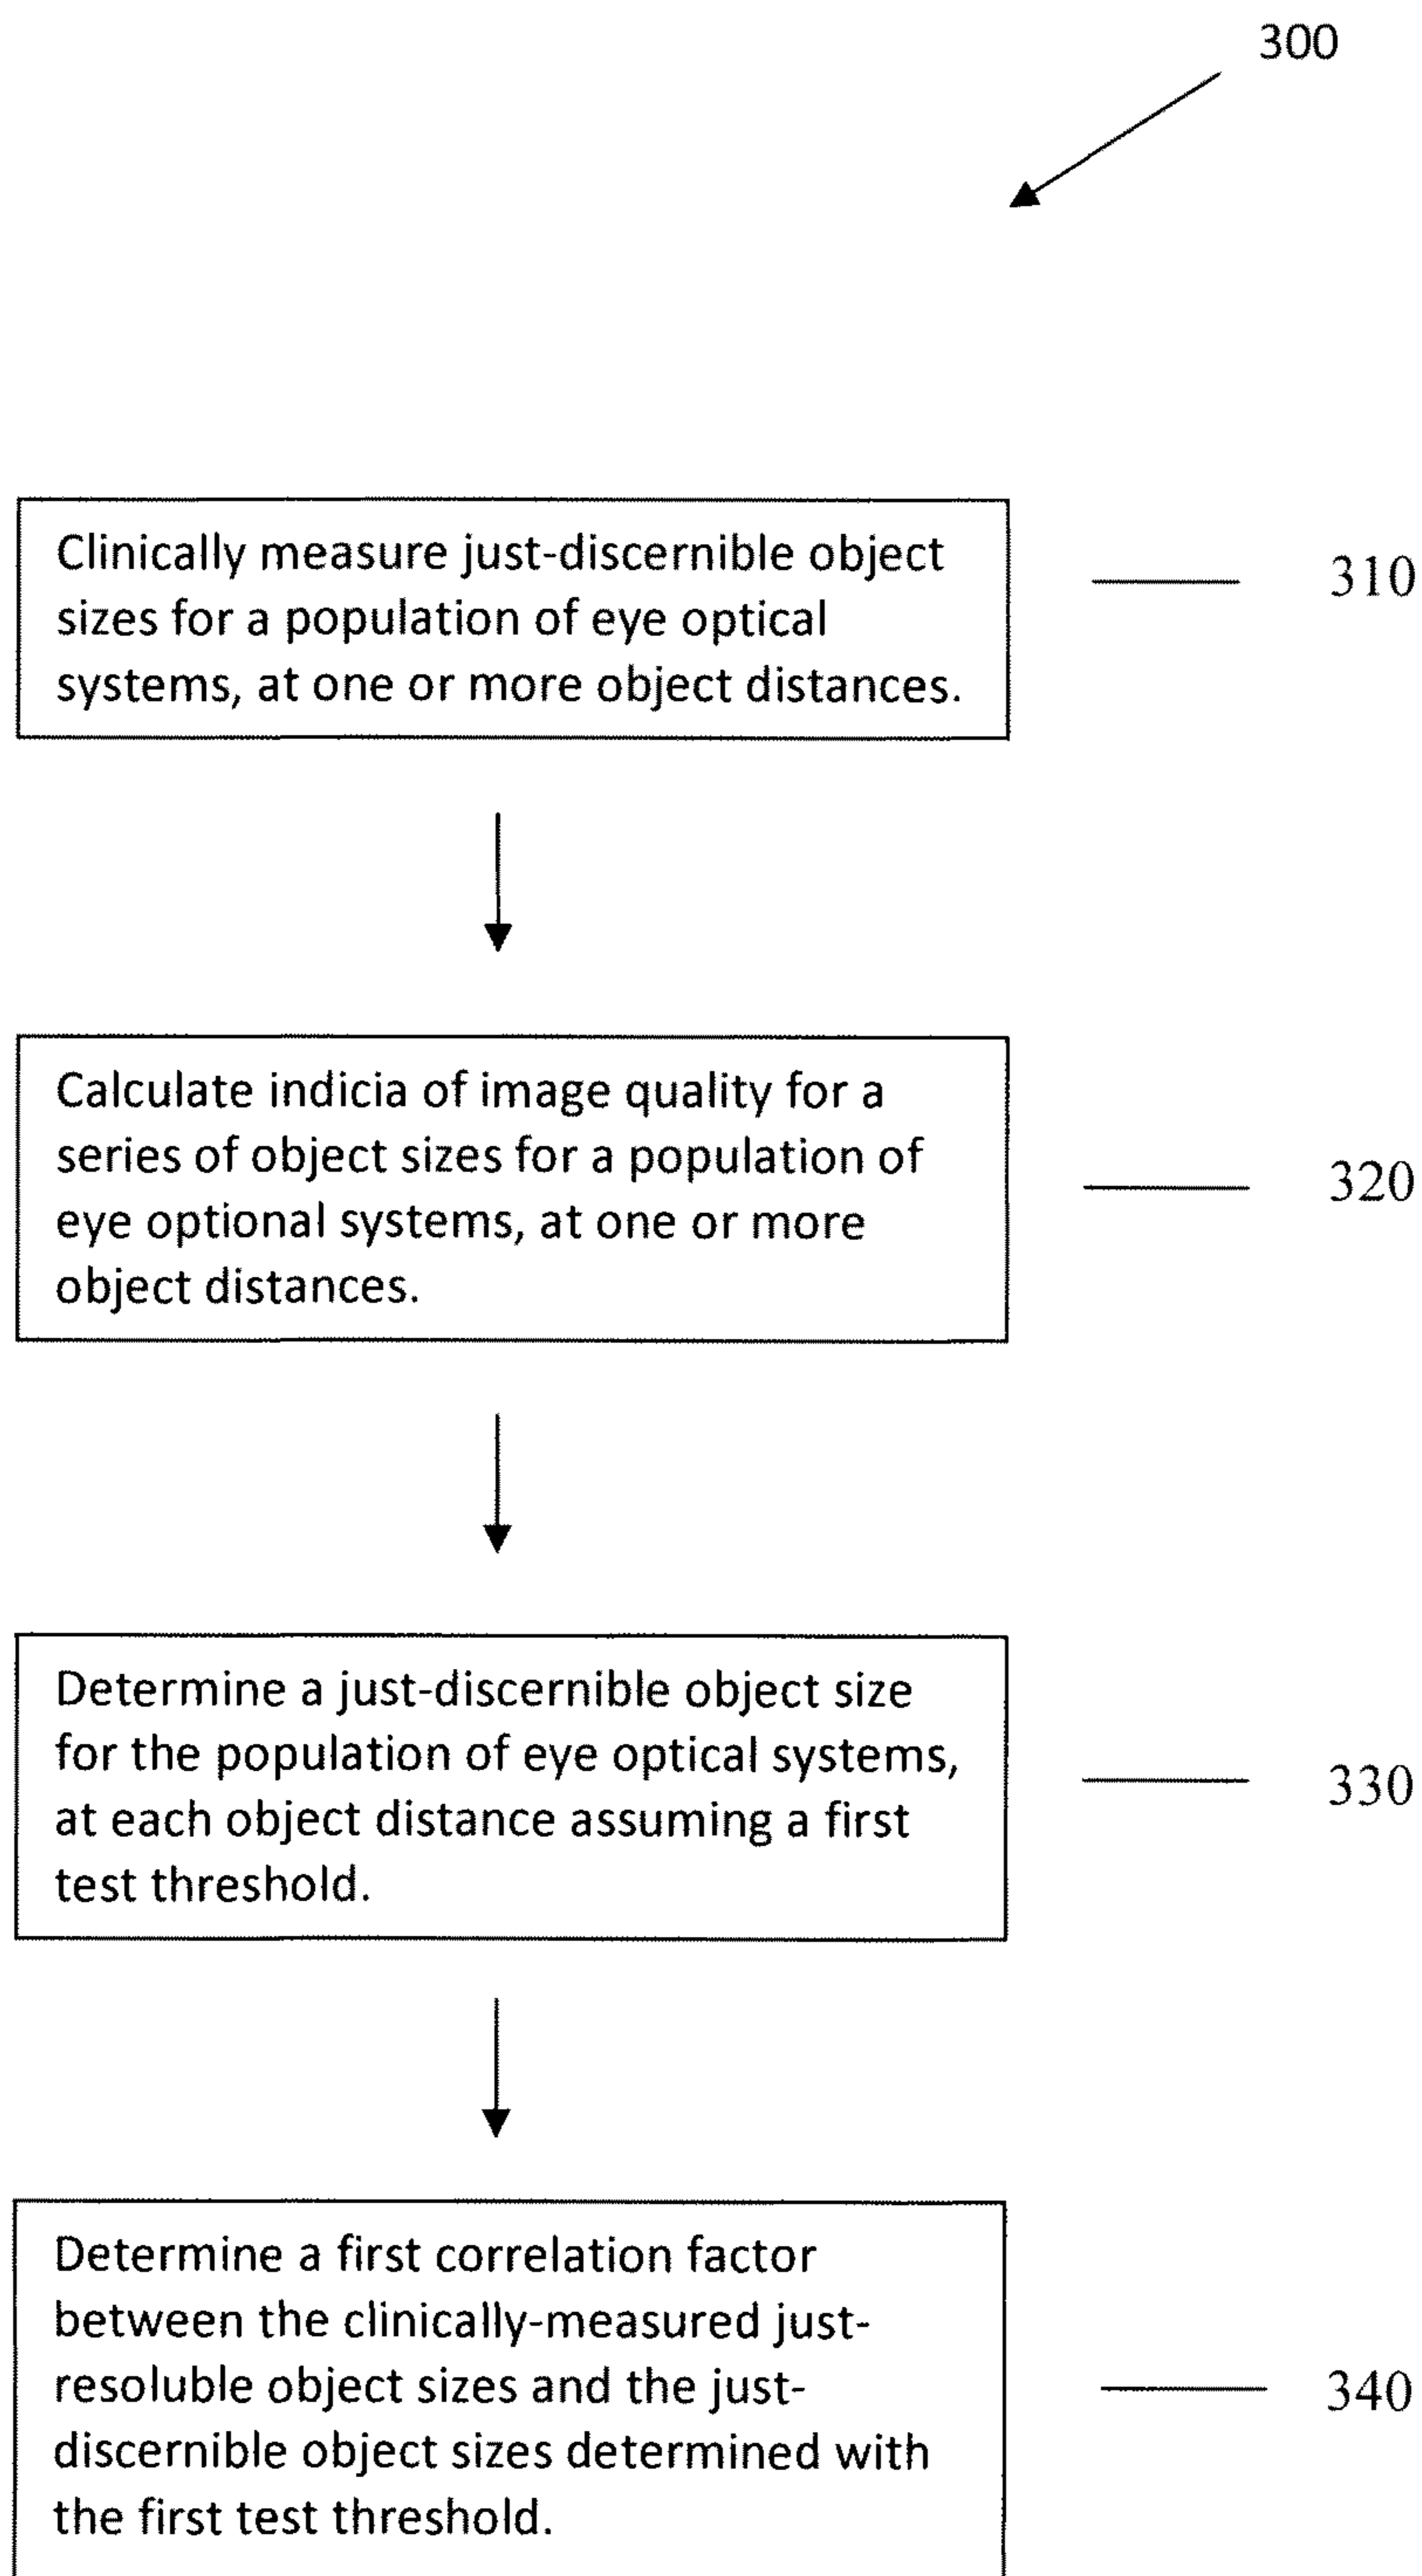 300
Clinically measure just-discernible object
sizes for a population of eye optical
systems, at one or more object distances.
310
Calculate indicia of image quality for a
series of object sizes for a population of
eye optional systems, at one or more
object distances.
320
Determine a just-discernible object size
for the population of eye optical systems,
at each object distance assuming a first
test threshold.
330
Determine a first correlation factor
between the clinically-measured just-
resoluble object sizes and the just-
discernible object sizes determined with
the first test threshold.
340